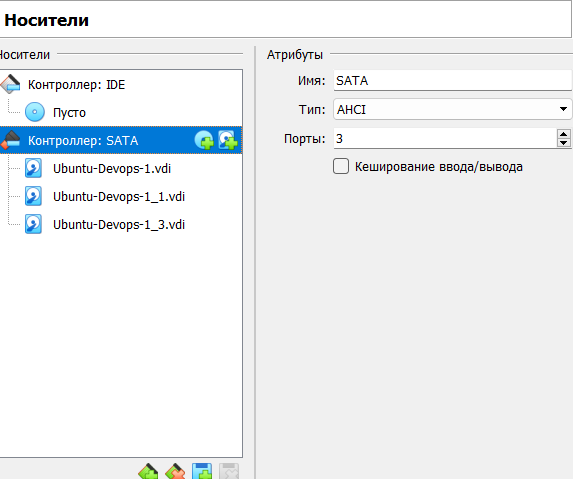 Носители
Носители
Контроллер: IDE
Пусто
Контроллер: SATA
Ubuntu-Devops-1.vdi
Ubuntu-Devops-1_1.vdi
Ubuntu-Devops-1_3.vdi
Атрибуты
Имя: SATA
Тип: AHCI
Порты: 3
Кеширование ввода/вывода